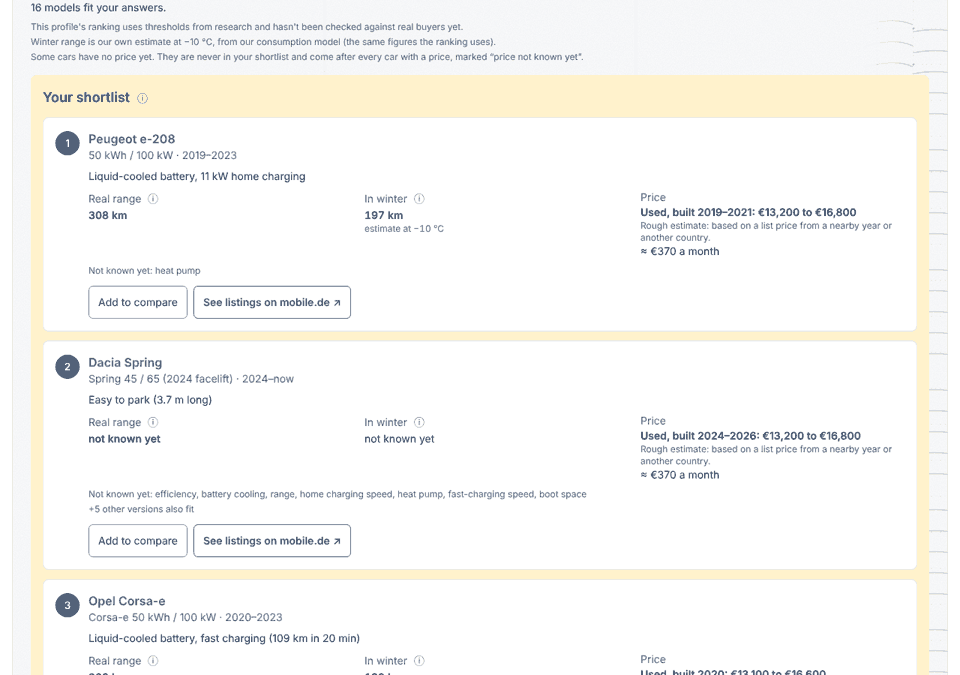 16 models fit your answers.
This profile's ranking uses thresholds from research and hasn't been checked against real buyers yet.
Winter range is our own estimate at −10 °C, from our consumption model (the same figures the ranking uses).
Some cars have no price yet. They are never in your shortlist and come after every car with a price, marked “price not known yet”.
Your shortlist ⓘ
1
Peugeot e-208
50 kWh / 100 kW · 2019–2023
Liquid-cooled battery, 11 kW home charging
Real range ⓘ
308 km
In winter ⓘ
197 km
estimate at −10 °C
Price
Used, built 2019–2021: €13,200 to €16,800
Rough estimate: based on a list price from a nearby year or
another country.
≈ €370 a month
Not known yet: heat pump
Add to compare
See listings on mobile.de ↗
2
Dacia Spring
Spring 45 / 65 (2024 facelift) · 2024–now
Easy to park (3.7 m long)
Real range ⓘ
not known yet
In winter ⓘ
not known yet
Price
Used, built 2024–2026: €13,200 to €16,800
Rough estimate: based on a list price from a nearby year or
another country.
≈ €370 a month
Not known yet: efficiency, battery cooling, range, home charging speed, heat pump, fast-charging speed, boot space
+5 other versions also fit
Add to compare
See listings on mobile.de ↗
3
Opel Corsa-e
Corsa-e 50 kWh / 100 kW · 2020–2023
Liquid-cooled battery, fast charging (109 km in 20 min)
Real range ⓘ
In winter ⓘ
Price
Used, built 2020: €13,100 to €16,600